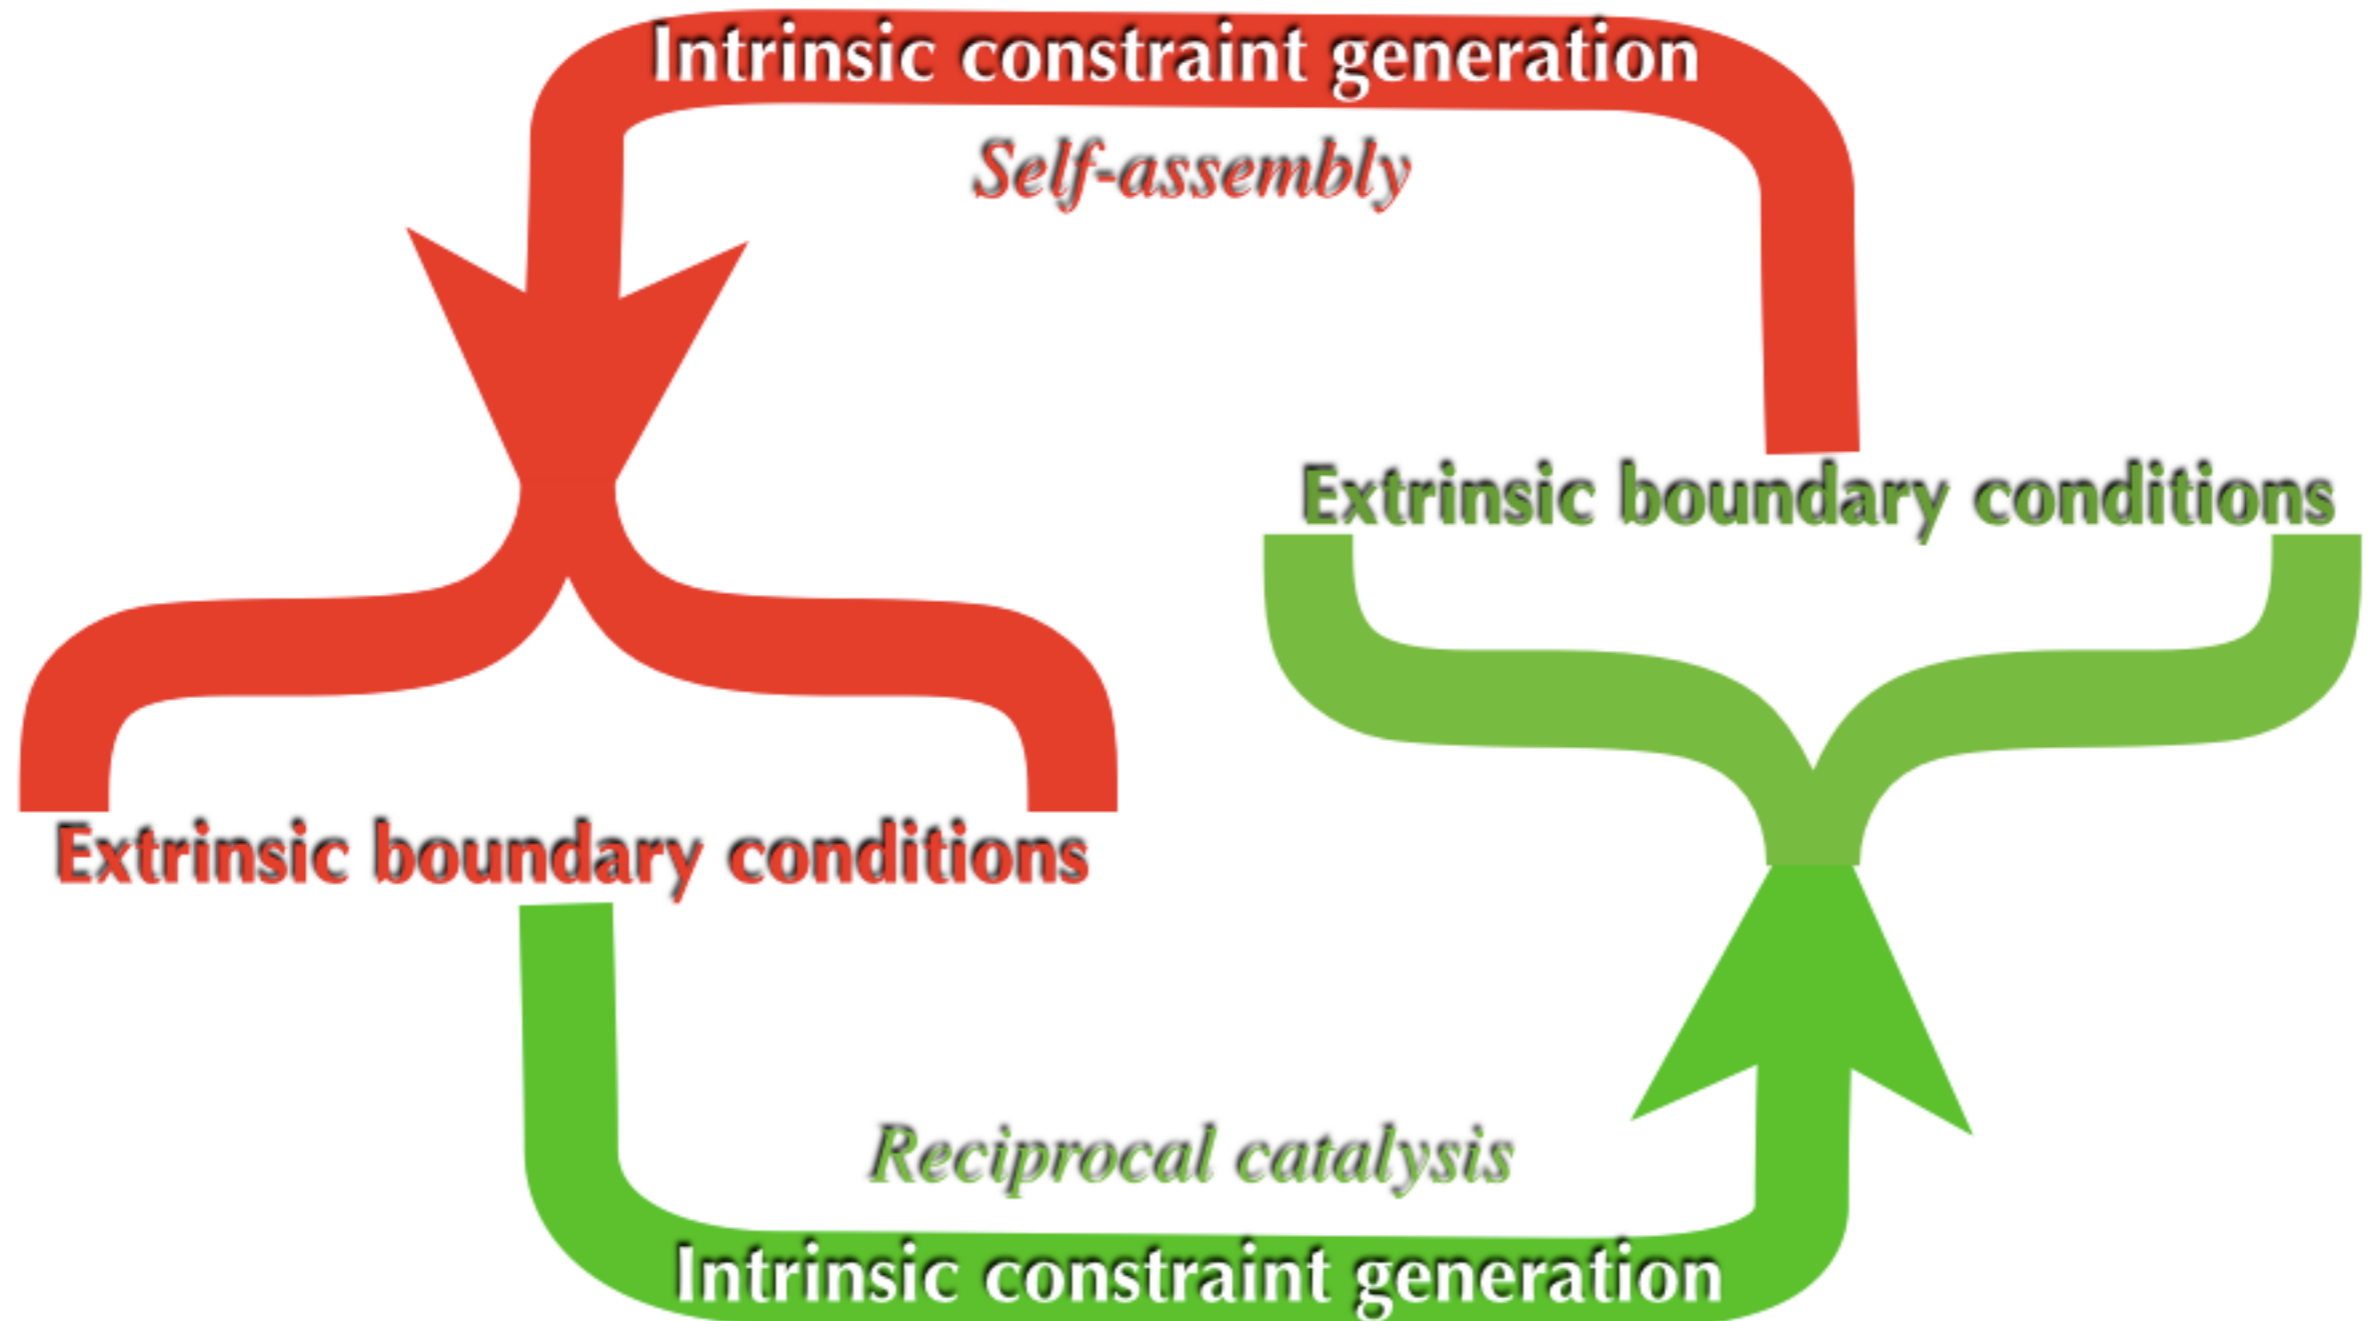 Intrinsic constraint generation
Self-assembly
Extrinsic boundary conditions
Extrinsic boundary conditions
Reciprocal catalysis
Intrinsic constraint generation